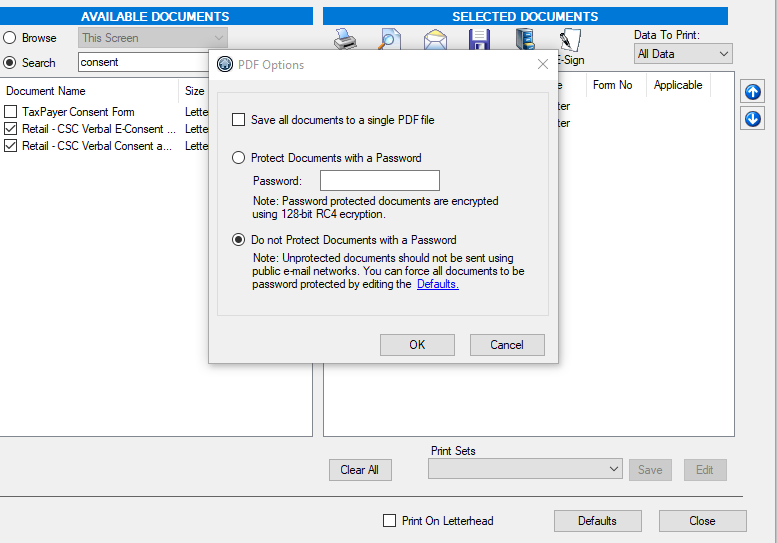 AVAILABLE DOCUMENTS
SELECTED DOCUMENTS
Browse
This Screen
Search
consent
Document Name
Size
TaxPayer Consent Form
Lette
Retail - CSC Verbal E-Consent ...
Lette
Retail - CSC Verbal Consent a...
Lette
E-Sign
Data To Print:
All Data
e
Form No
Applicable
ter
ter
PDF Options
Save all documents to a single PDF file
Protect Documents with a Password
Password:
Note: Password protected documents are encrypted
using 128-bit RC4 ecryption.
Do not Protect Documents with a Password
Note: Unprotected documents should not be sent using
public e-mail networks. You can force all documents to be
password protected by editing the Defaults.
OK
Cancel
Clear All
Print Sets
Save
Edit
Print On Letterhead
Defaults
Close